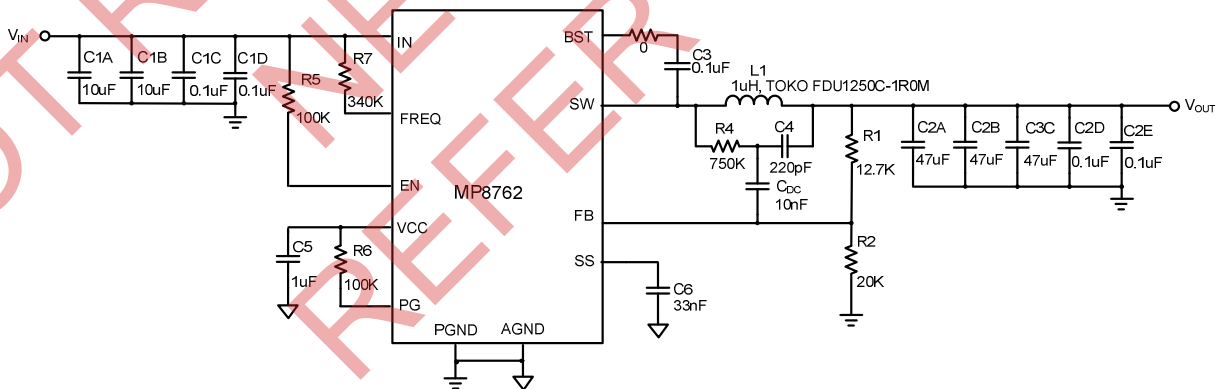 VIN
C1A
10uF
C1B
10uF
C1C
0.1uF
C1D
0.1uF
R5
100K
R7
340K
IN
FREQ
EN
VCC
PG
PGND
AGND
MP8762
BST
SW
FB
SS
C5
1uF
R6
100K
0
C3
0.1uF
L1
1uH, TOKO FDU1250C-1R0M
R4
750K
C4
220pF
CDC
10nF
R1
12.7K
R2
20K
C6
33nF
C2A
47uF
C2B
47uF
C3C
47uF
C2D
0.1uF
C2E
0.1uF
VOUT
REFER